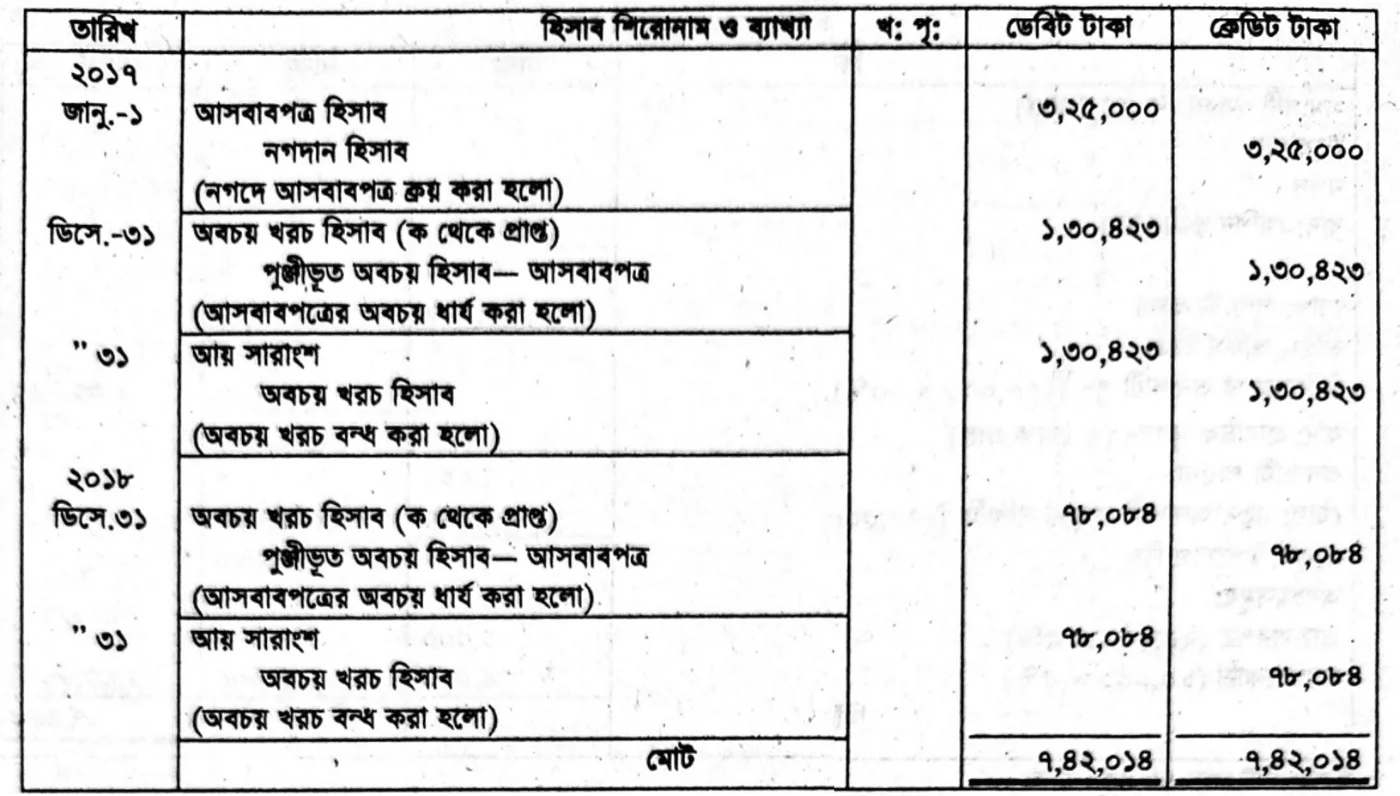 তারিখ হিসাব শিরোনাম ও ব্যাখ্যা খ: পৃ: ডেবিট টাকা ক্রেডিট টাকা
২০১৭
জানু.-১ আসবাবপত্র হিসাব ৩,২৫,০০০
নগদান হিসাব ৩,২৫,০০০
(নগদে আসবাবপত্র ক্রয় করা হলো)
ডিসে.-৩১ অবচয় খরচ হিসাব (ক থেকে প্রাপ্ত) ১,৩০,৪২৩
পুঞ্জীভূত অবচয় হিসাব— আসবাবপত্র ১,৩০,৪২৩
(আসবাবপত্রের অবচয় ধার্য করা হলো)
" ৩১ আয় সারাংশ ১,৩০,৪২৩
অবচয় খরচ হিসাব ১,৩০,৪২৩
(অবচয় খরচ বন্ধ করা হলো)
২০১৮
ডিসে.৩১ অবচয় খরচ হিসাব (ক থেকে প্রাপ্ত) ৭৮,০৮৪
পুঞ্জীভূত অবচয় হিসাব— আসবাবপত্র ৭৮,০৮৪
(আসবাবপত্রের অবচয় ধার্য করা হলো)
" ৩১ আয় সারাংশ ৭৮,০৮৪
অবচয় খরচ হিসাব ৭৮,০৮৪
(অবচয় খরচ বন্ধ করা হলো)
মোট ৭,৪২,০১৪ ৭,৪২,০১৪